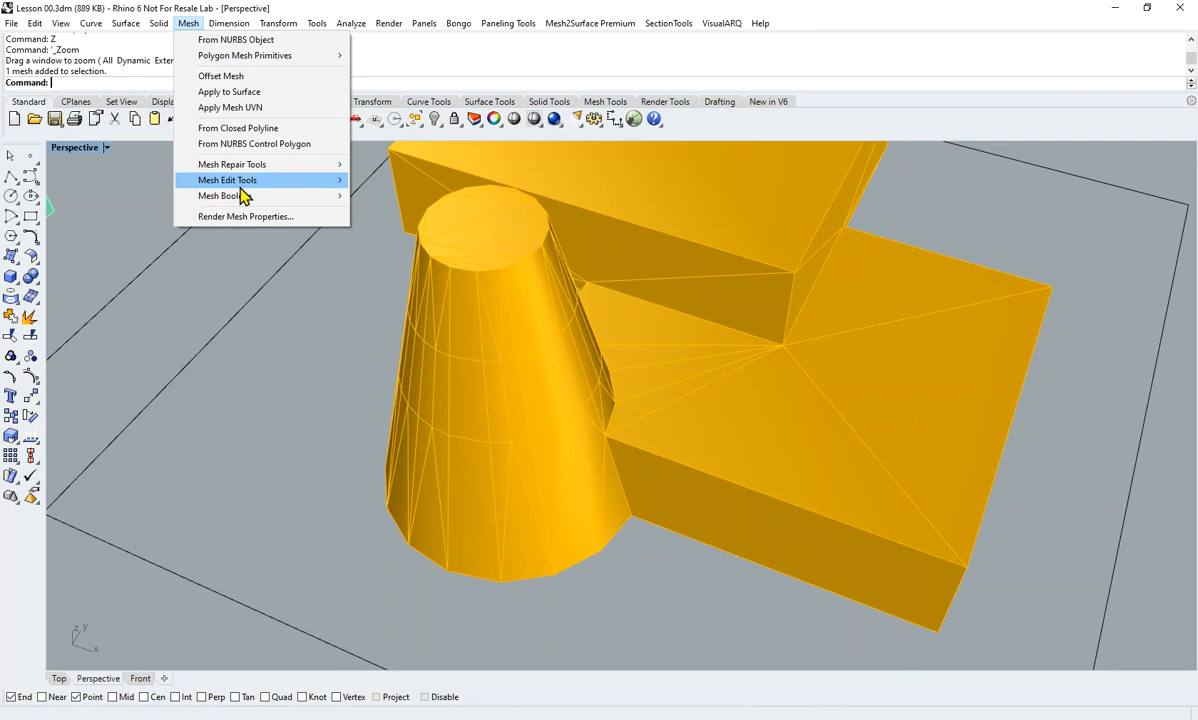 Lesson 00.3dm (889 KB) - Rhino 6 Not For Resale Lab - [Perspective]
File Edit View Curve Surface Solid Mesh Dimension Transform Tools Analyze Render Panels Bongo Paneling Tools Mesh2Surface Premium SectionTools VisualARQ Help
Command: Z
Command: '_Zoom
Drag a window to zoom ( All Dynamic Exter
1 mesh added to selection.
Command:
Standard CPlanes Set View Displa Transform Curve Tools Surface Tools Solid Tools Mesh Tools Render Tools Drafting New in V6
From NURBS Object
Polygon Mesh Primitives
Offset Mesh
Apply to Surface
Apply Mesh UVN
From Closed Polyline
From NURBS Control Polygon
Mesh Repair Tools
Mesh Edit Tools
Mesh
Render Mesh Properties...
Perspective
z y
x
Top Perspective Front
End Near Point Mid Cen Int Perp Tan Quad Knot Vertex Project Disable